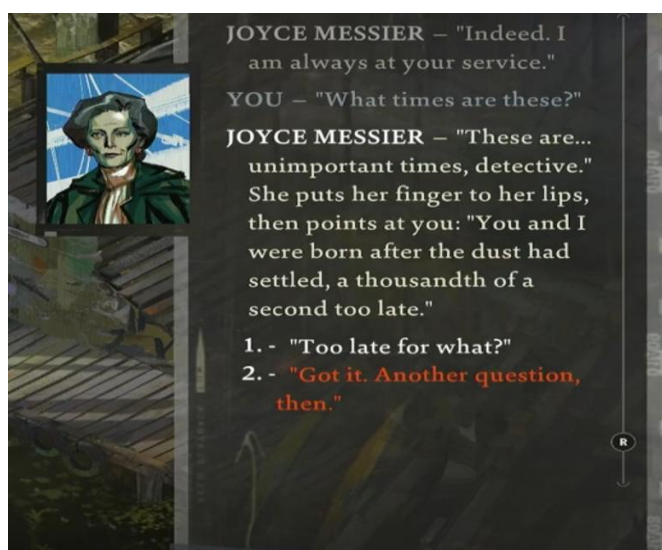 JOYCE MESSIER – "Indeed. I
am always at your service."
YOU – "What times are these?"
JOYCE MESSIER – "These are...
unimportant times, detective."
She puts her finger to her lips,
then points at you: "You and I
were born after the dust had
settled, a thousandth of a
second too late."
1. - "Too late for what?"
2. - "Got it. Another question,
then."
R